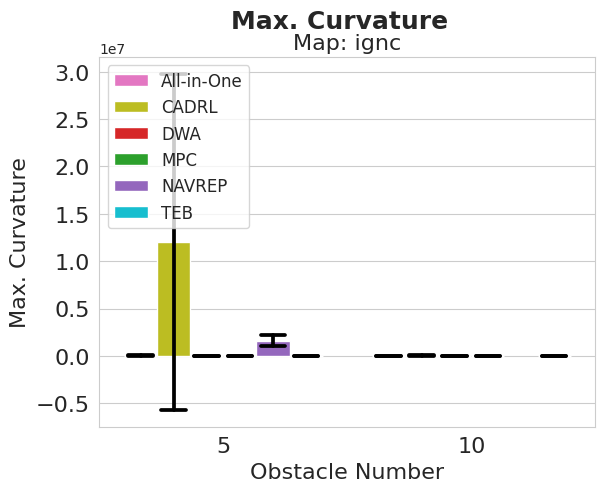 Max. Curvature
Map: ignc
1e7
3.0
2.5
2.0
1.5
1.0
0.5
0.0
−0.5
Max. Curvature
All-in-One
CADRL
DWA
MPC
NAVREP
TEB
5
10
Obstacle Number